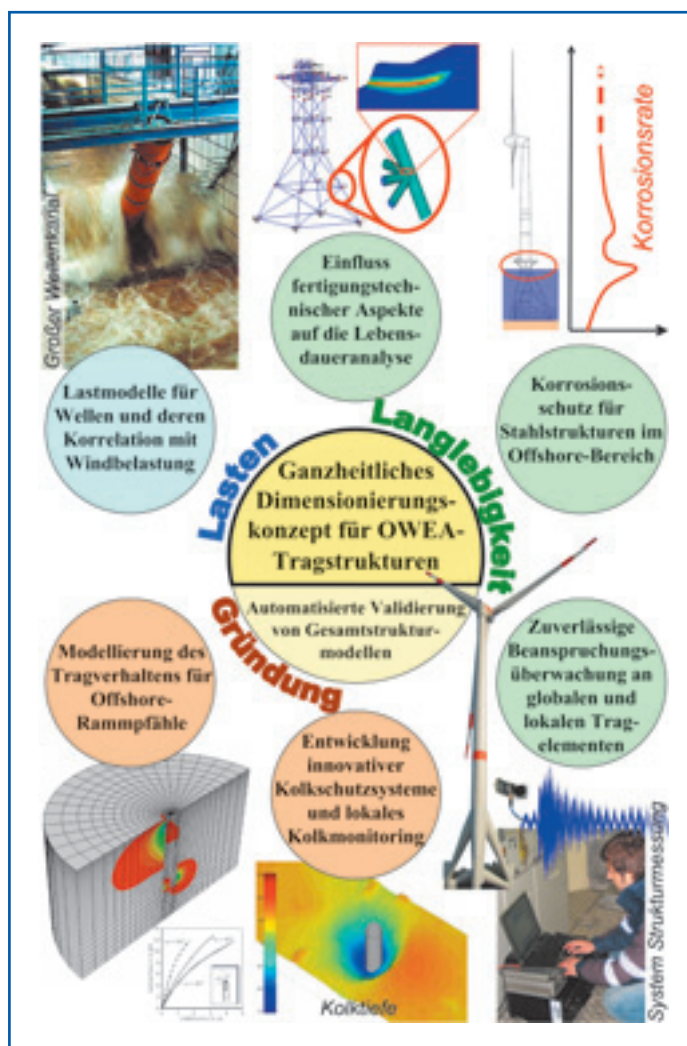 Großer Wellenkanal
Korrosionsrate
Einfluss
fertigungstech-
nischer Aspekte
auf die Lebens-
daueranalyse
Lastmodelle für
Wellen und deren
Korrelation mit
Windbelastung
Korrosions-
schutz für
Stahlstrukturen im
Offshore-Bereich
Lasten
Langlebigkeit
Gründung
Ganzheitliches
Dimensionierungs-
konzept für OWEA-
Tragstrukturen
Automatisierte Validierung
von Gesamtstruktur-
modellen
Modellierung des
Tragverhaltens für
Offshore-
Rammpfähle
Entwicklung
innovativer
Kolkschutzsysteme
und lokales
Kolkmonitoring
Zuverlässige
Beanspruchungs-
überwachung an
globalen und
lokalen Trag-
elementen
Kolktiefe
System Strukturmessung